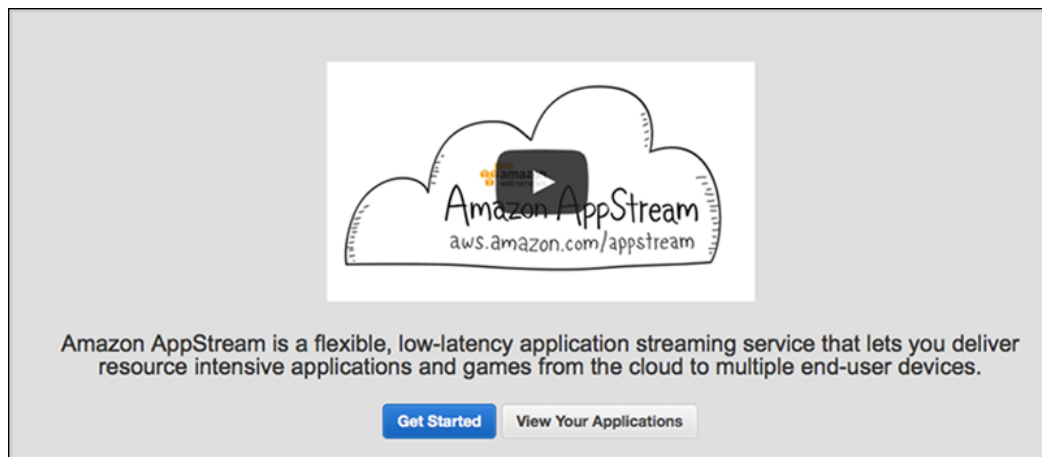 amazon
Amazon AppStream
aws.amazon.com/appstream
Amazon AppStream is a flexible, low-latency application streaming service that lets you deliver
resource intensive applications and games from the cloud to multiple end-user devices.
Get Started
View Your Applications